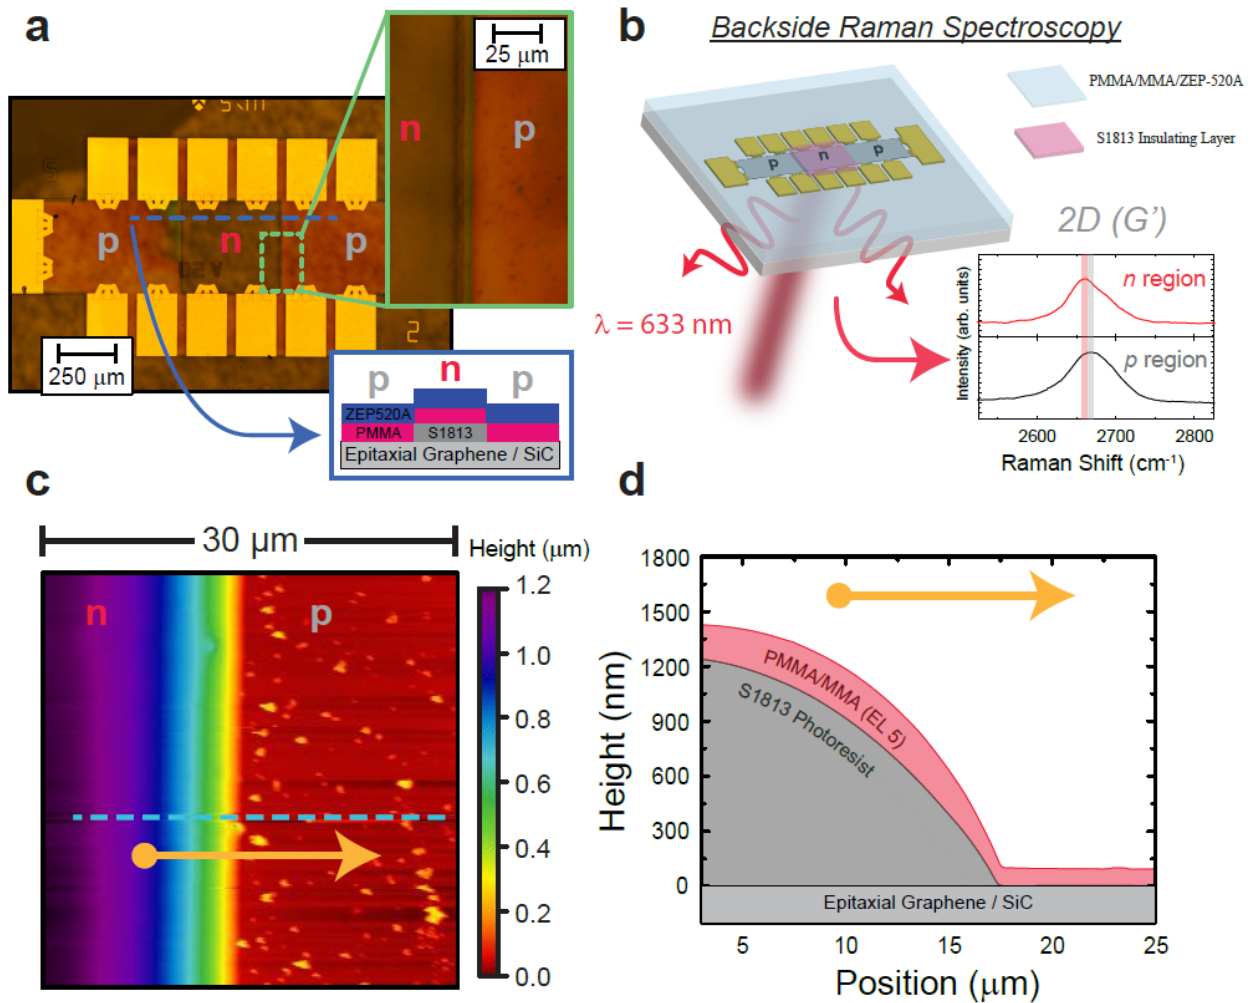 a
25 μm
n
p
p
n
p
250 μm
2
p
n
p
ZEP520A
PMMA
S1813
Epitaxial Graphene / SiC
b
Backside Raman Spectroscopy
PMMA/MMA/ZEP-520A
S1813 Insulating Layer
p
n
p
λ = 633 nm
2D (G’)
n region
p region
Intensity (arb. units)
2600
2700
2800
Raman Shift (cm-1)
c
30 μm
Height (μm)
n
p
1.2
1.0
0.8
0.6
0.4
0.2
0.0
d
1800
1500
1200
900
600
300
0
Height (nm)
PMMA/MMA (EL 5)
S1813 Photoresist
Epitaxial Graphene / SiC
5
10
15
20
25
Position (μm)